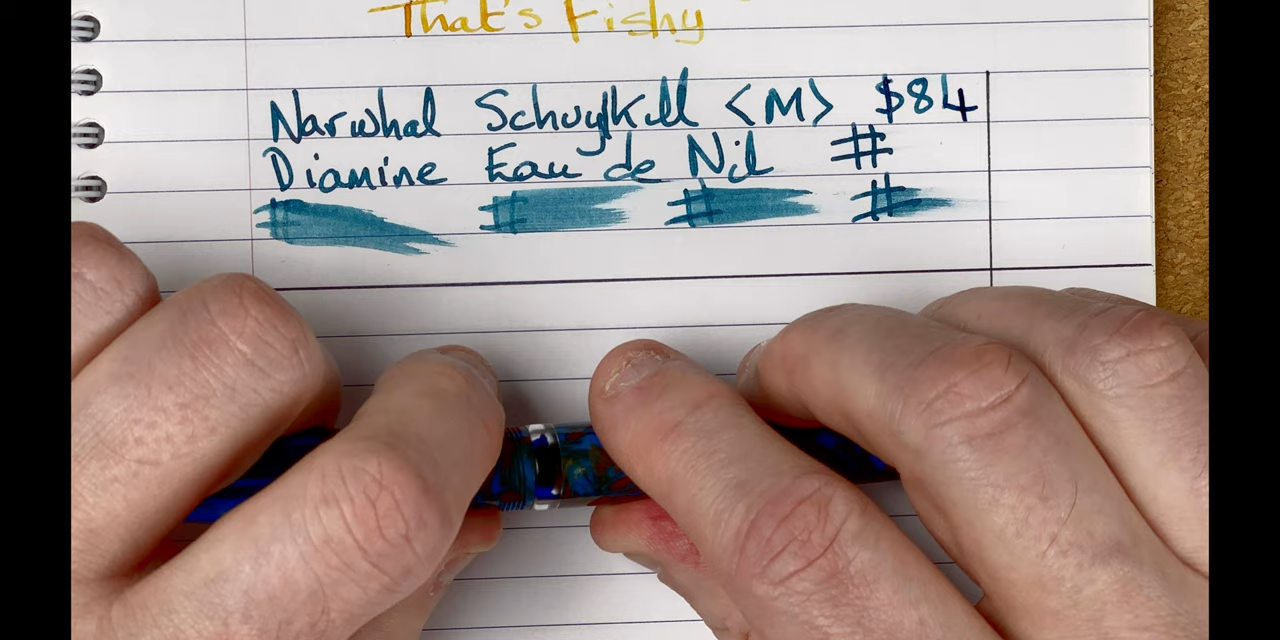 That's Fishy
Narwhal Schuylkill <M> $84
Diamine Eau de Nil #
# # # #